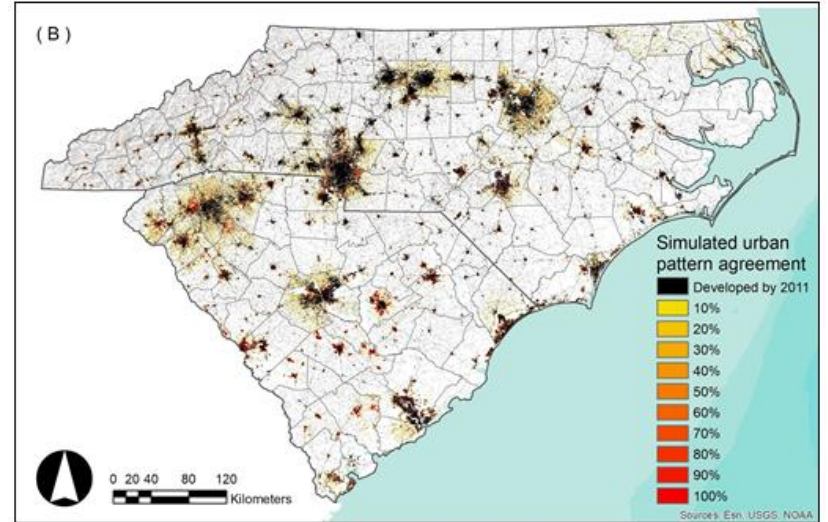 ( B )
Simulated urban
pattern agreement
Developed by 2011
10%
20%
30%
40%
50%
60%
70%
80%
90%
100%
0 20 40 80 120
Kilometers
Sources: Esri, USGS, NOAA